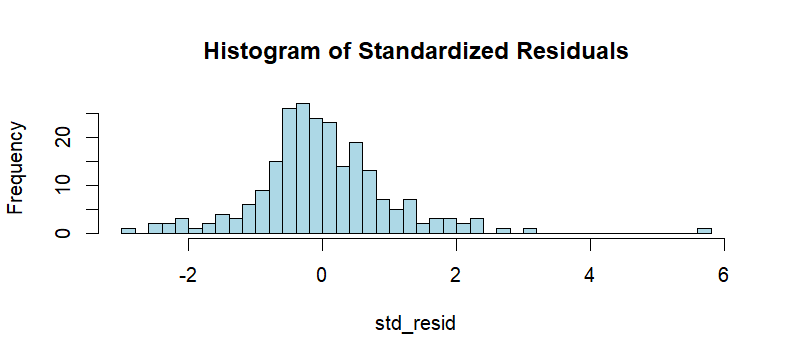 Histogram of Standardized Residuals
Frequency
20
10
0
-2 0 2 4 6
std_resid